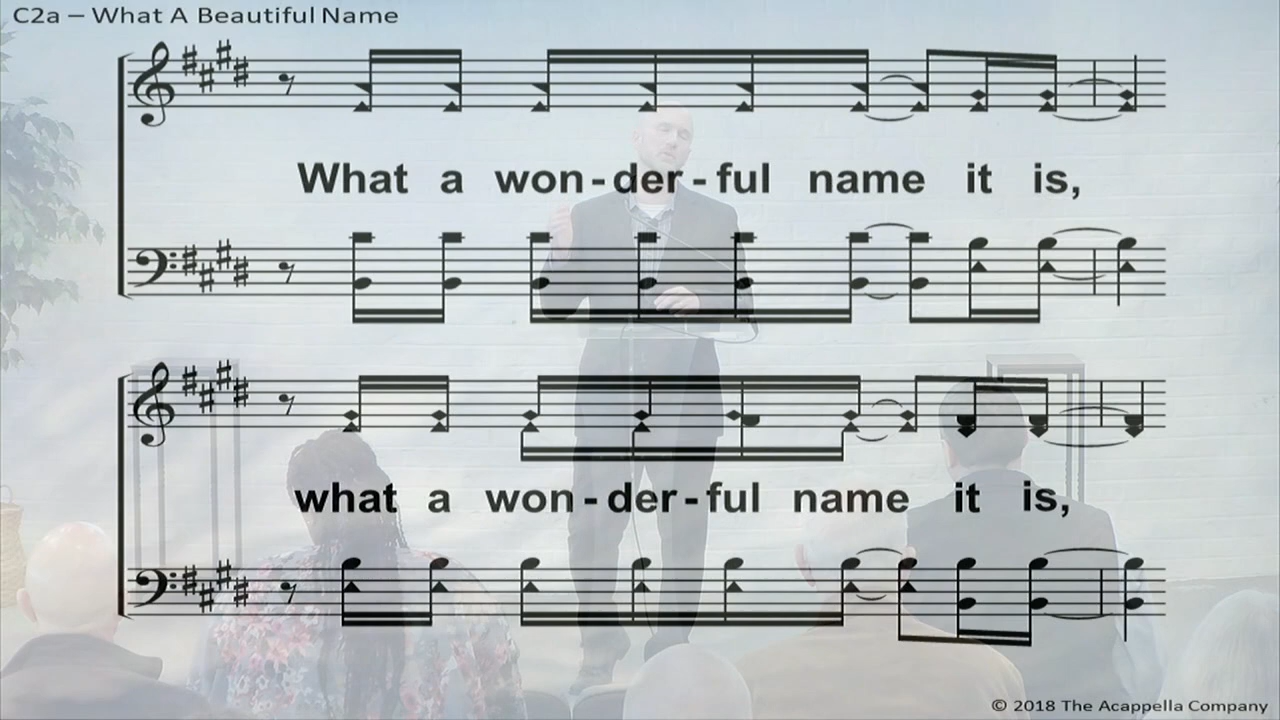 C2a – What A Beautiful Name
What a won-der-ful name it is,
what a won-der-ful name it is,
© 2018 The Acappella Company